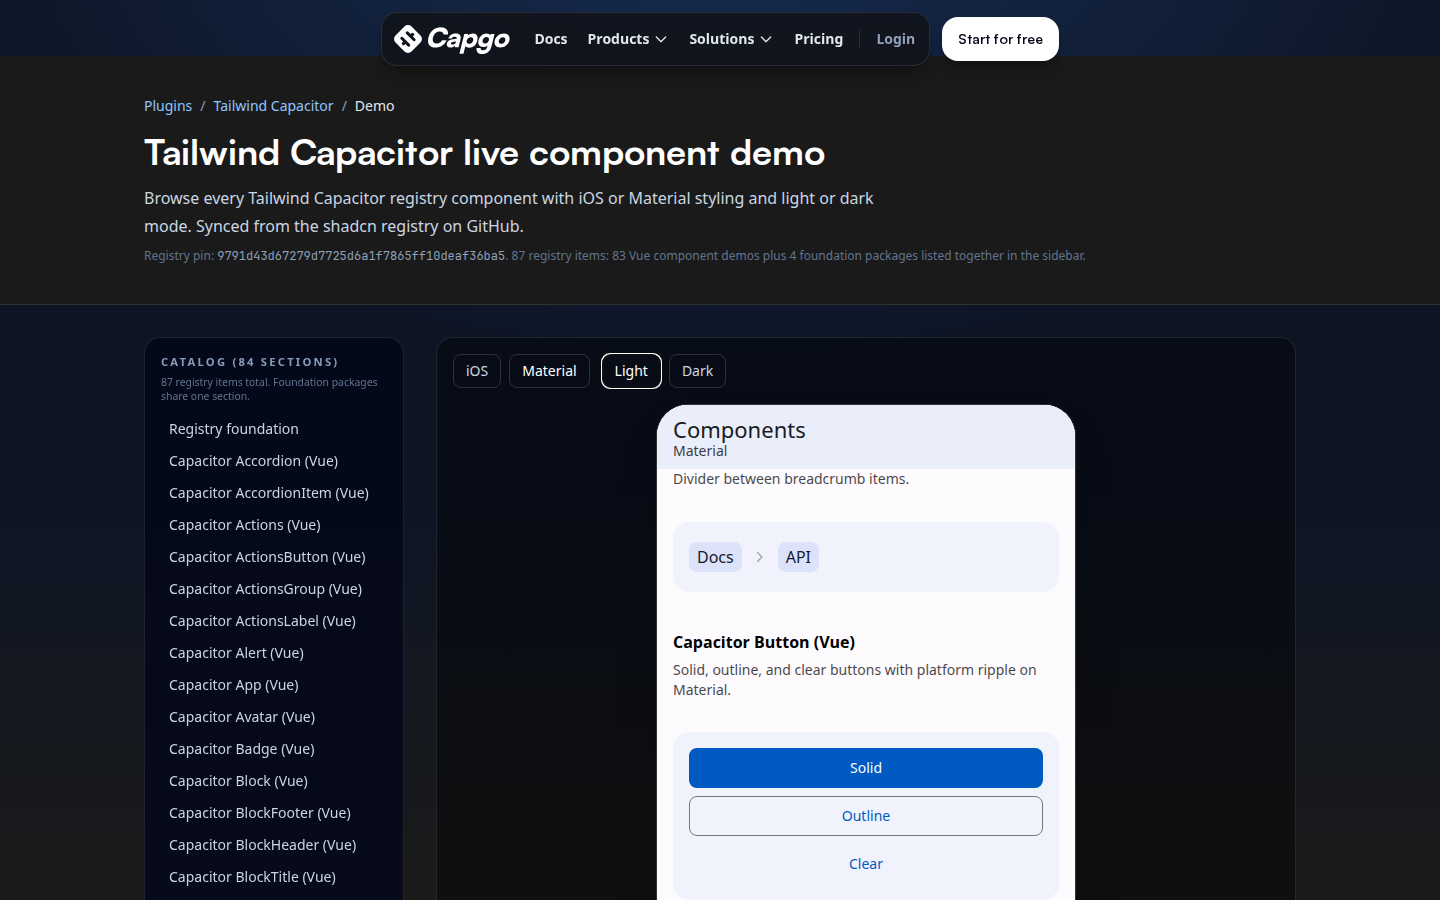 Capgo
Docs
Products
Solutions
Pricing
Login
Start for free
Plugins / Tailwind Capacitor / Demo
Tailwind Capacitor live component demo
Browse every Tailwind Capacitor registry component with iOS or Material styling and light or dark
mode. Synced from the shadcn registry on GitHub.
Registry pin: 9791d43d67279d7725d6a1f7865ff10deaf36ba5. 87 registry items: 83 Vue component demos plus 4 foundation packages listed together in the sidebar.
CATALOG (84 SECTIONS)
87 registry items total. Foundation packages
share one section.
Registry foundation
Capacitor Accordion (Vue)
Capacitor AccordionItem (Vue)
Capacitor Actions (Vue)
Capacitor ActionsButton (Vue)
Capacitor ActionsGroup (Vue)
Capacitor ActionsLabel (Vue)
Capacitor Alert (Vue)
Capacitor App (Vue)
Capacitor Avatar (Vue)
Capacitor Badge (Vue)
Capacitor Block (Vue)
Capacitor BlockFooter (Vue)
Capacitor BlockHeader (Vue)
Capacitor BlockTitle (Vue)
iOS
Material
Light
Dark
Components
Material
Divider between breadcrumb items.
Docs
API
Capacitor Button (Vue)
Solid, outline, and clear buttons with platform ripple on
Material.
Solid
Outline
Clear